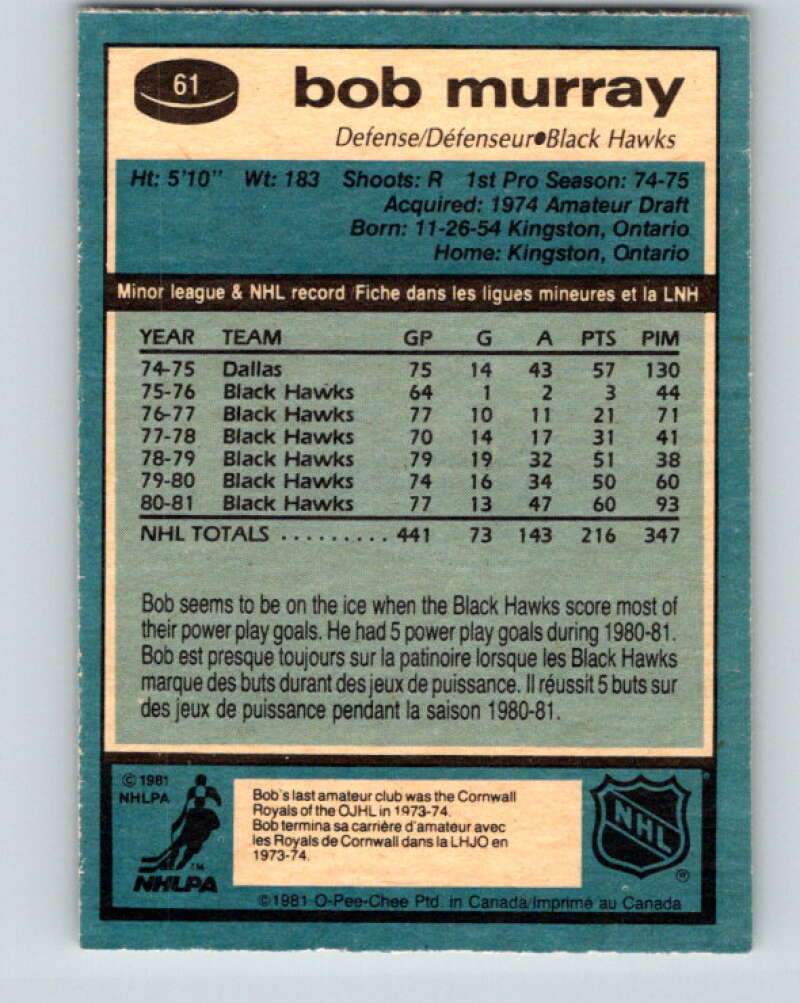 61
bob murray
Defense/Défenseur●Black Hawks
Ht: 5'10" Wt: 183 Shoots: R 1st Pro Season: 74-75
Acquired: 1974 Amateur Draft
Born: 11-26-54 Kingston, Ontario
Home: Kingston, Ontario
Minor league & NHL record/Fiche dans les ligues mineures et la LNH
YEAR TEAM GP G A PTS PIM
74-75 Dallas 75 14 43 57 130
75-76 Black Hawks 64 1 2 3 44
76-77 Black Hawks 77 10 11 21 71
77-78 Black Hawks 70 14 17 31 41
78-79 Black Hawks 79 19 32 51 38
79-80 Black Hawks 74 16 34 50 60
80-81 Black Hawks 77 13 47 60 93
NHL TOTALS ......... 441 73 143 216 347
Bob seems to be on the ice when the Black Hawks score most of
their power play goals. He had 5 power play goals during 1980-81.
Bob est presque toujours sur la patinoire lorsque les Black Hawks
marque des buts durant des jeux de puissance. Il réussit 5 buts sur
des jeux de puissance pendant la saison 1980-81.
© 1981
NHLPA
TM
NHLPA
Bob's last amateur club was the Cornwall
Royals of the OJHL in 1973-74.
Bob termina sa carrière d'amateur avec
les Royals de Cornwall dans la LHJO en
1973-74.
NHL
®
©1981 O-Pee-Chee Ptd. in Canada/Imprimé au Canada